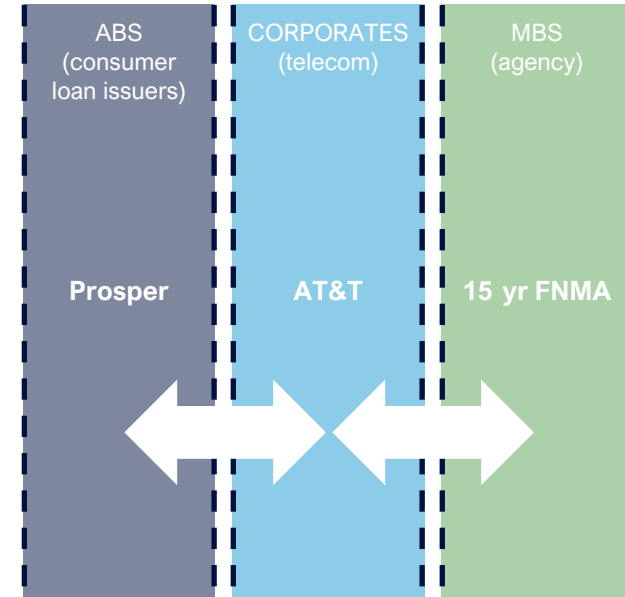 ABS
(consumer
loan issuers)
CORPORATES
(telecom)
MBS
(agency)
Prosper
AT&T
15 yr FNMA